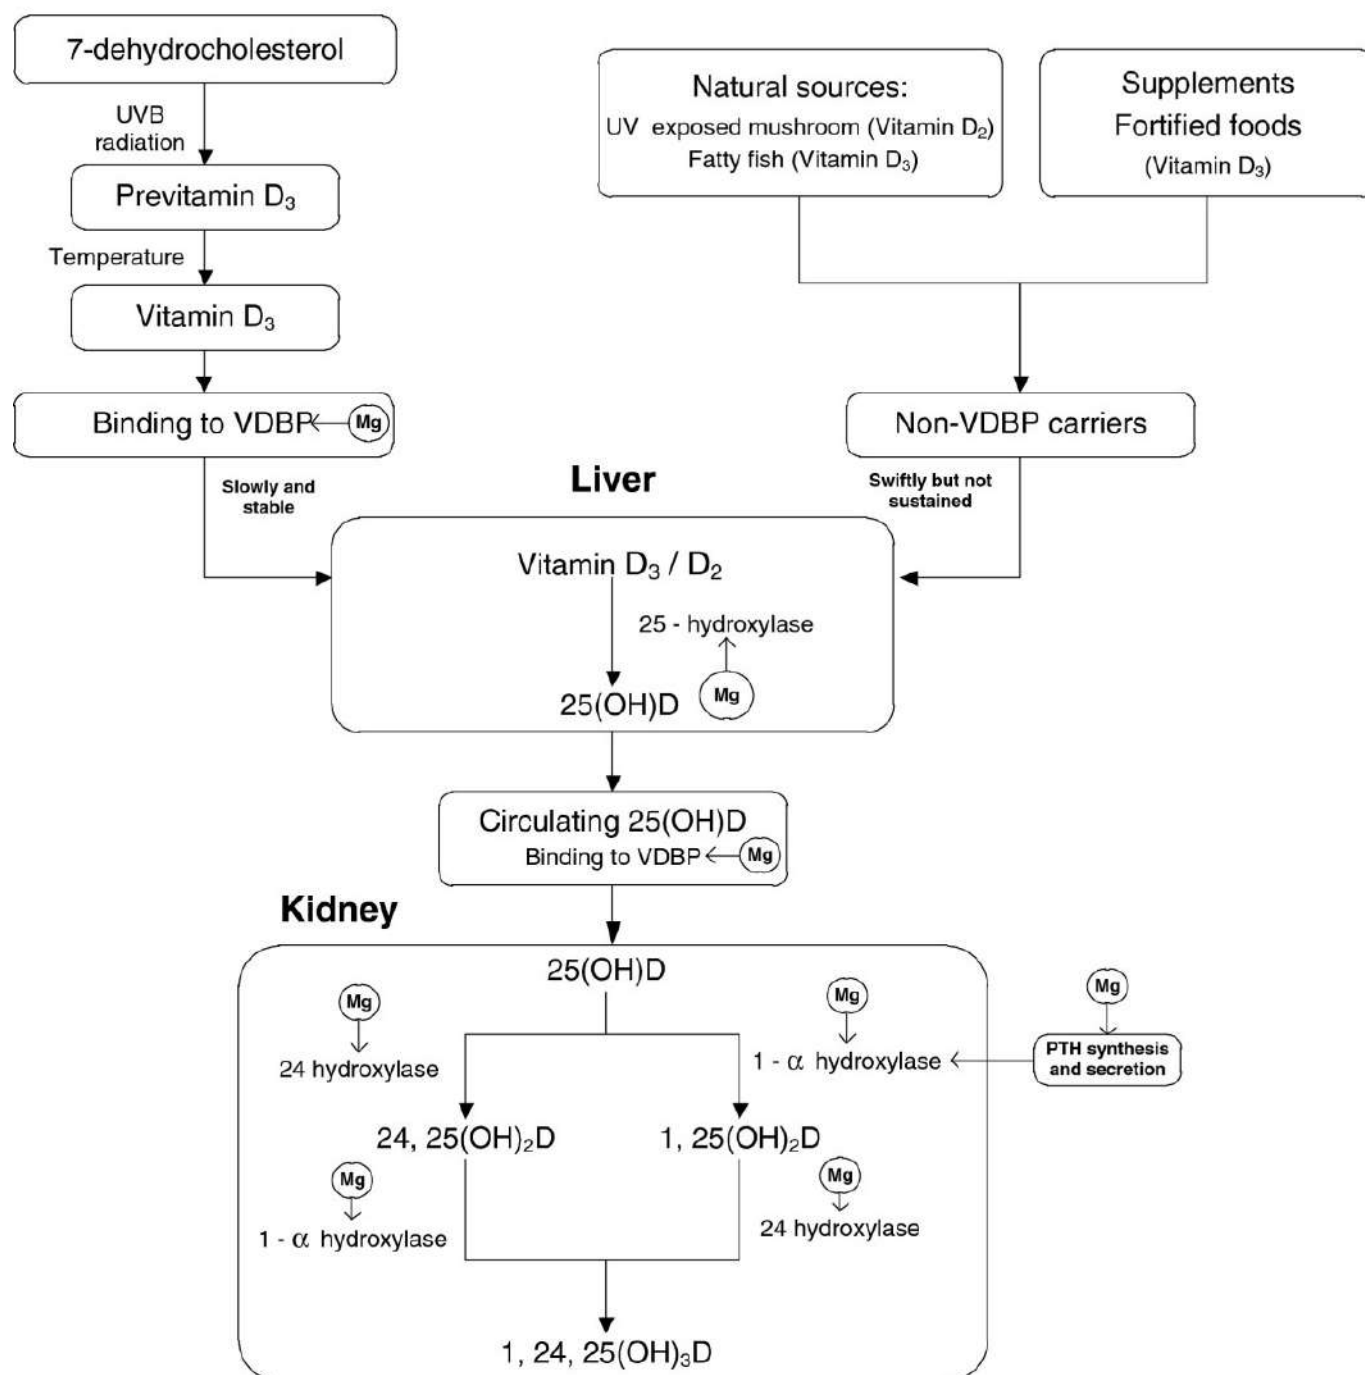 7-dehydrocholesterol
UVB
radiation
Previtamin D₃
Temperature
Vitamin D₃
Binding to VDBP
Mg
Slowly and
stable
Natural sources:
UV exposed mushroom (Vitamin D₂)
Fatty fish (Vitamin D₃)
Supplements
Fortified foods
(Vitamin D₃)
Non-VDBP carriers
Swiftly but not
sustained
Liver
Vitamin D₃ / D₂
25 - hydroxylase
Mg
25(OH)D
Circulating 25(OH)D
Binding to VDBP
Mg
Kidney
25(OH)D
Mg
24 hydroxylase
Mg
1 - α hydroxylase
Mg
PTH synthesis
and secretion
24, 25(OH)₂D
1, 25(OH)₂D
Mg
1 - α hydroxylase
Mg
24 hydroxylase
1, 24, 25(OH)₃D